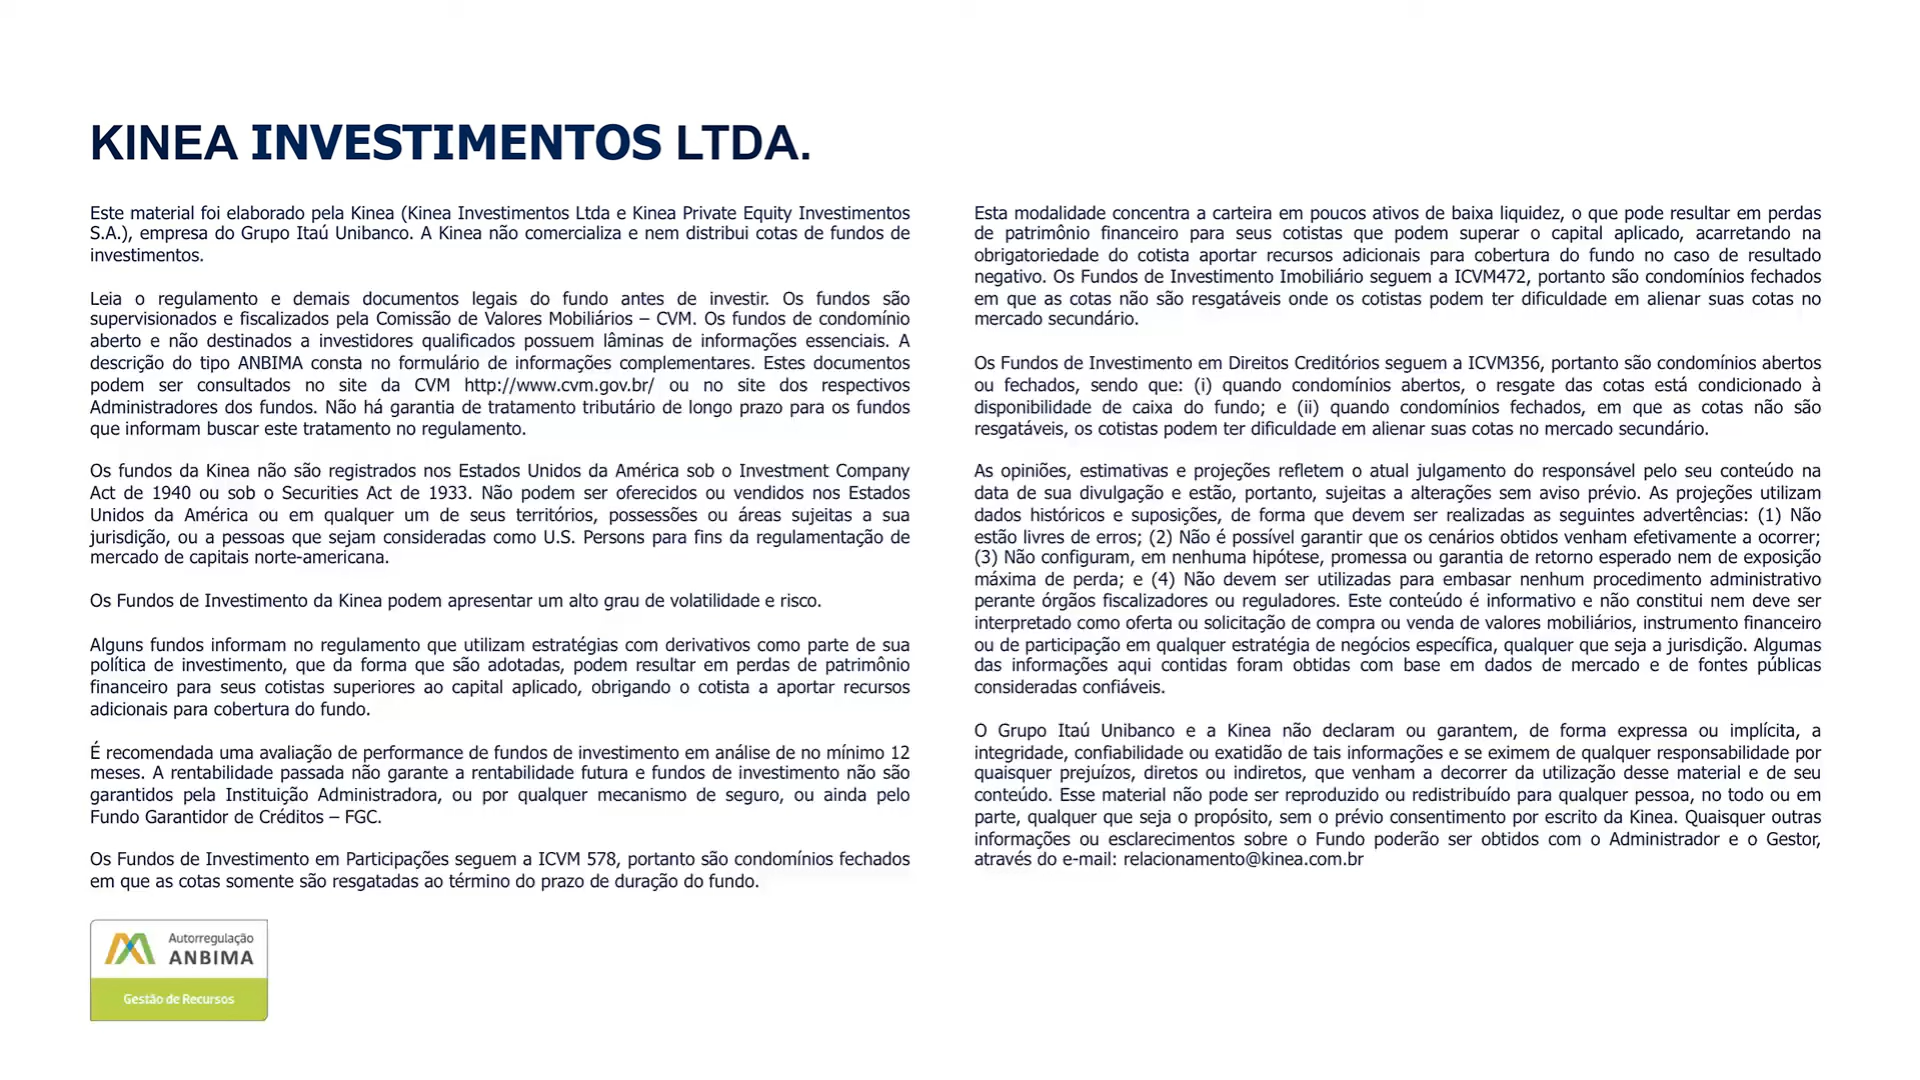 KINEA INVESTIMENTOS LTDA.
Este material foi elaborado pela Kinea (Kinea Investimentos Ltda e Kinea Private Equity Investimentos
S.A.), empresa do Grupo Itaú Unibanco. A Kinea não comercializa e nem distribui cotas de fundos de
investimentos.
Leia o regulamento e demais documentos legais do fundo antes de investir. Os fundos são
supervisionados e fiscalizados pela Comissão de Valores Mobiliários – CVM. Os fundos de condomínio
aberto e não destinados a investidores qualificados possuem lâminas de informações essenciais. A
descrição do tipo ANBIMA consta no formulário de informações complementares. Estes documentos
podem ser consultados no site da CVM http://www.cvm.gov.br/ ou no site dos respectivos
Administradores dos fundos. Não há garantia de tratamento tributário de longo prazo para os fundos
que informam buscar este tratamento no regulamento.
Os fundos da Kinea não são registrados nos Estados Unidos da América sob o Investment Company
Act de 1940 ou sob o Securities Act de 1933. Não podem ser oferecidos ou vendidos nos Estados
Unidos da América ou em qualquer um de seus territórios, possessões ou áreas sujeitas a sua
jurisdição, ou a pessoas que sejam consideradas como U.S. Persons para fins da regulamentação de
mercado de capitais norte-americana.
Os Fundos de Investimento da Kinea podem apresentar um alto grau de volatilidade e risco.
Alguns fundos informam no regulamento que utilizam estratégias com derivativos como parte de sua
política de investimento, que da forma que são adotadas, podem resultar em perdas de patrimônio
financeiro para seus cotistas superiores ao capital aplicado, obrigando o cotista a aportar recursos
adicionais para cobertura do fundo.
É recomendada uma avaliação de performance de fundos de investimento em análise de no mínimo 12
meses. A rentabilidade passada não garante a rentabilidade futura e fundos de investimento não são
garantidos pela Instituição Administradora, ou por qualquer mecanismo de seguro, ou ainda pelo
Fundo Garantidor de Créditos – FGC.
Os Fundos de Investimento em Participações seguem a ICVM 578, portanto são condomínios fechados
em que as cotas somente são resgatadas ao término do prazo de duração do fundo.
Esta modalidade concentra a carteira em poucos ativos de baixa liquidez, o que pode resultar em perdas
de patrimônio financeiro para seus cotistas que podem superar o capital aplicado, acarretando na
obrigatoriedade do cotista aportar recursos adicionais para cobertura do fundo no caso de resultado
negativo. Os Fundos de Investimento Imobiliário seguem a ICVM472, portanto são condomínios fechados
em que as cotas não são resgatáveis onde os cotistas podem ter dificuldade em alienar suas cotas no
mercado secundário.
Os Fundos de Investimento em Direitos Creditórios seguem a ICVM356, portanto são condomínios abertos
ou fechados, sendo que: (i) quando condomínios abertos, o resgate das cotas está condicionado à
disponibilidade de caixa do fundo; e (ii) quando condomínios fechados, em que as cotas não são
resgatáveis, os cotistas podem ter dificuldade em alienar suas cotas no mercado secundário.
As opiniões, estimativas e projeções refletem o atual julgamento do responsável pelo seu conteúdo na
data de sua divulgação e estão, portanto, sujeitas a alterações sem aviso prévio. As projeções utilizam
dados históricos e suposições, de forma que devem ser realizadas as seguintes advertências: (1) Não
estão livres de erros; (2) Não é possível garantir que os cenários obtidos venham efetivamente a ocorrer;
(3) Não configuram, em nenhuma hipótese, promessa ou garantia de retorno esperado nem de exposição
máxima de perda; e (4) Não devem ser utilizadas para embasar nenhum procedimento administrativo
perante órgãos fiscalizadores ou reguladores. Este conteúdo é informativo e não constitui nem deve ser
interpretado como oferta ou solicitação de compra ou venda de valores mobiliários, instrumento financeiro
ou de participação em qualquer estratégia de negócios específica, qualquer que seja a jurisdição. Algumas
das informações aqui contidas foram obtidas com base em dados de mercado e de fontes públicas
consideradas confiáveis.
O Grupo Itaú Unibanco e a Kinea não declaram ou garantem, de forma expressa ou implícita, a
integridade, confiabilidade ou exatidão de tais informações e se eximem de qualquer responsabilidade por
quaisquer prejuízos, diretos ou indiretos, que venham a decorrer da utilização desse material e de seu
conteúdo. Esse material não pode ser reproduzido ou redistribuído para qualquer pessoa, no todo ou em
parte, qualquer que seja o propósito, sem o prévio consentimento por escrito da Kinea. Quaisquer outras
informações ou esclarecimentos sobre o Fundo poderão ser obtidos com o Administrador e o Gestor,
através do e-mail: relacionamento@kinea.com.br
Autorregulação
ANBIMA
Gestão de Recursos